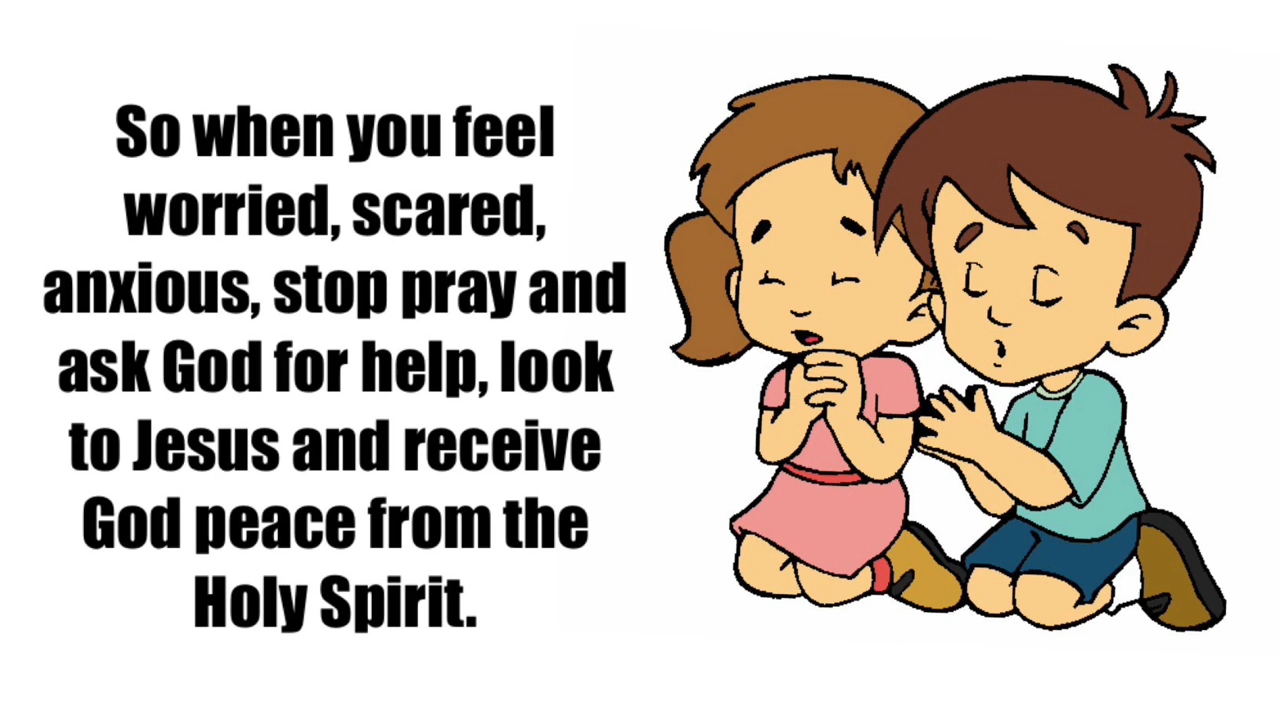 So when you feel
worried, scared,
anxious, stop pray and
ask God for help, look
to Jesus and receive
God peace from the
Holy Spirit.